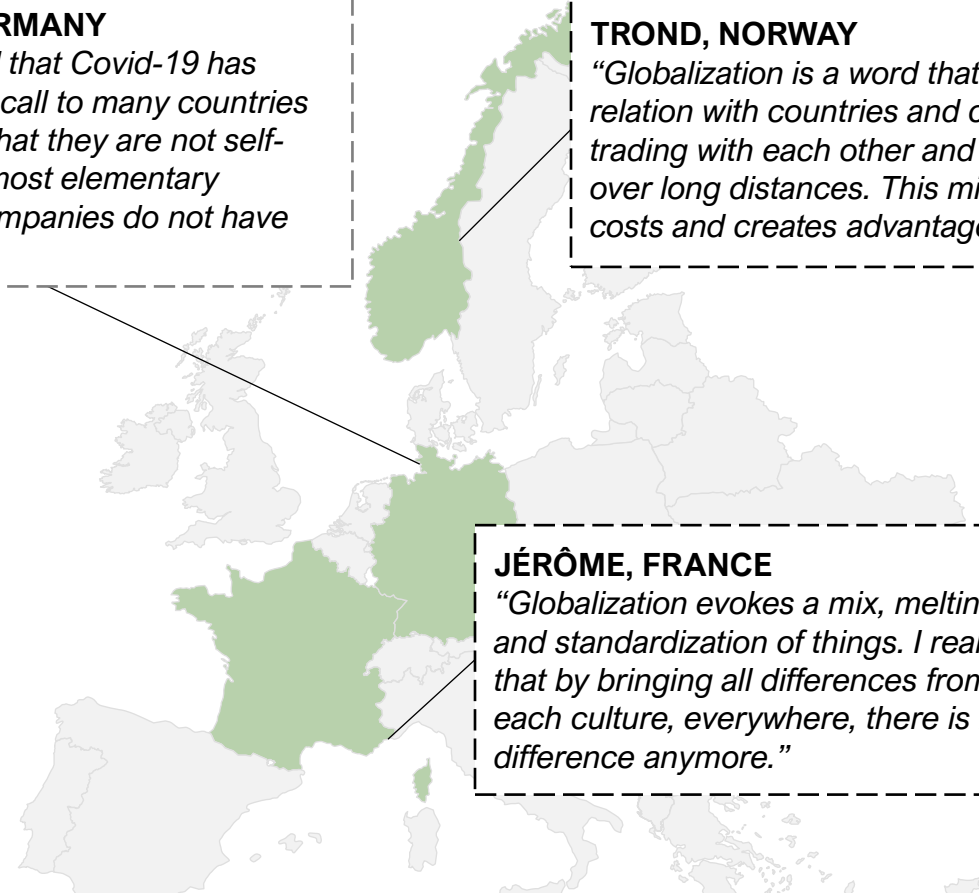 RMANY
that Covid-19 has
call to many countries
hat they are not self-
most elementary
mpanies do not have
TROND, NORWAY
“Globalization is a word that
relation with countries and c
trading with each other and
over long distances. This mi
costs and creates advantage
JÉRÔME, FRANCE
“Globalization evokes a mix, meltin
and standardization of things. I real
that by bringing all differences from
each culture, everywhere, there is
difference anymore.”